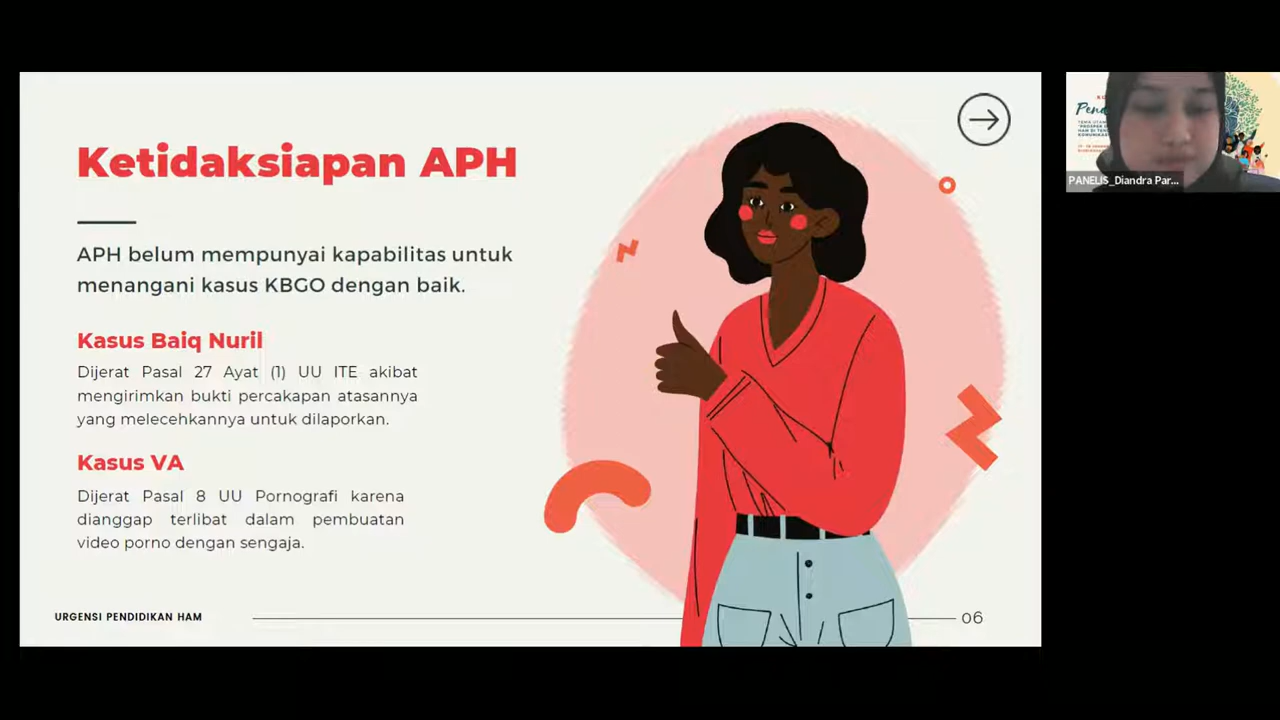 Ketidaksiapan APH
APH belum mempunyai kapabilitas untuk
menangani kasus KBGO dengan baik.
Kasus Baiq Nuril
Dijerat Pasal 27 Ayat (1) UU ITE akibat
mengirimkan bukti percakapan atasannya
yang melecehkannya untuk dilaporkan.
Kasus VA
Dijerat Pasal 8 UU Pornografi karena
dianggap terlibat dalam pembuatan
video porno dengan sengaja.
URGENSI PENDIDIKAN HAM
06
PANELIS_Diandra Par...